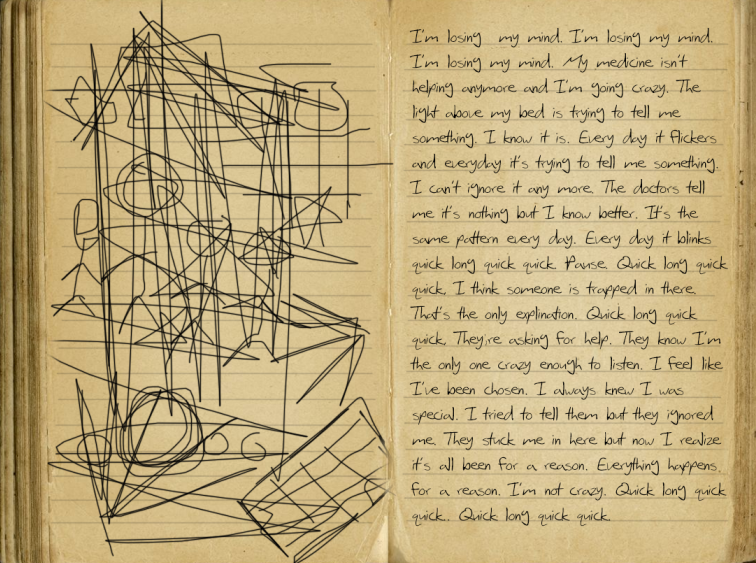 I'm losing my mind. I'm losing my mind.
I'm losing my mind. My medicine isn't
helping anymore and I'm going crazy. The
light above my bed is trying to tell me
something. I know it is. Every day it flickers
and everyday it's trying to tell me something.
I can't ignore it any more. The doctors tell
me it's nothing but I know better. It's the
same pattern every day. Every day it blinks
quick long quick quick. Pause. Quick long quick
quick. I think someone is trapped in there.
That's the only explination. Quick long quick
quick. They,re asking for help. They know I'm
the only one crazy enough to listen. I feel like
I've been chosen. I always knew I was
special. I tried to tell them but they ignored
me. They stuck me in here but now I realize
it's all been for a reason. Everything happens.
for a reason. I'm not crazy. Quick long quick
quick. Quick long quick quick.